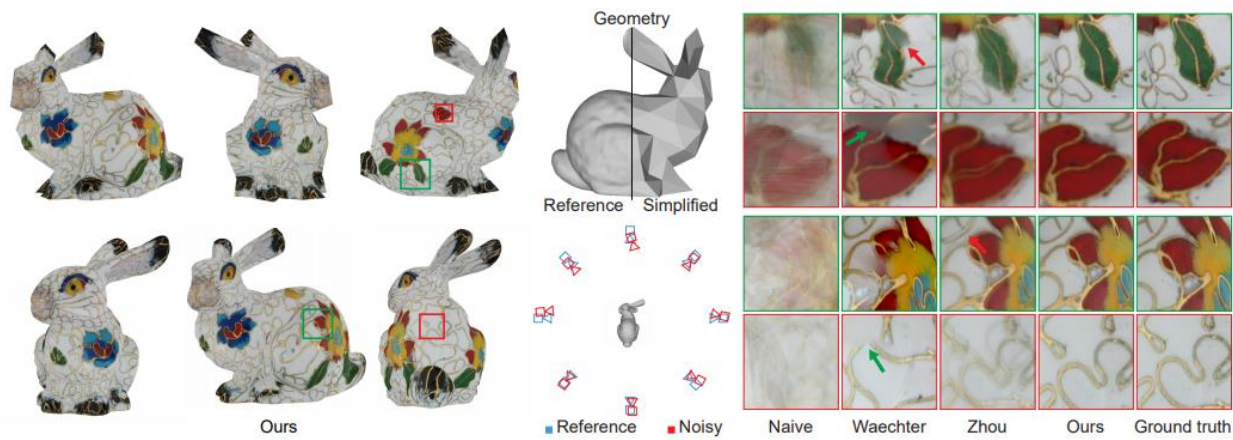 Geometry
Reference Simplified
Ours
Reference Noisy
Naive Waechter Zhou Ours Ground truth